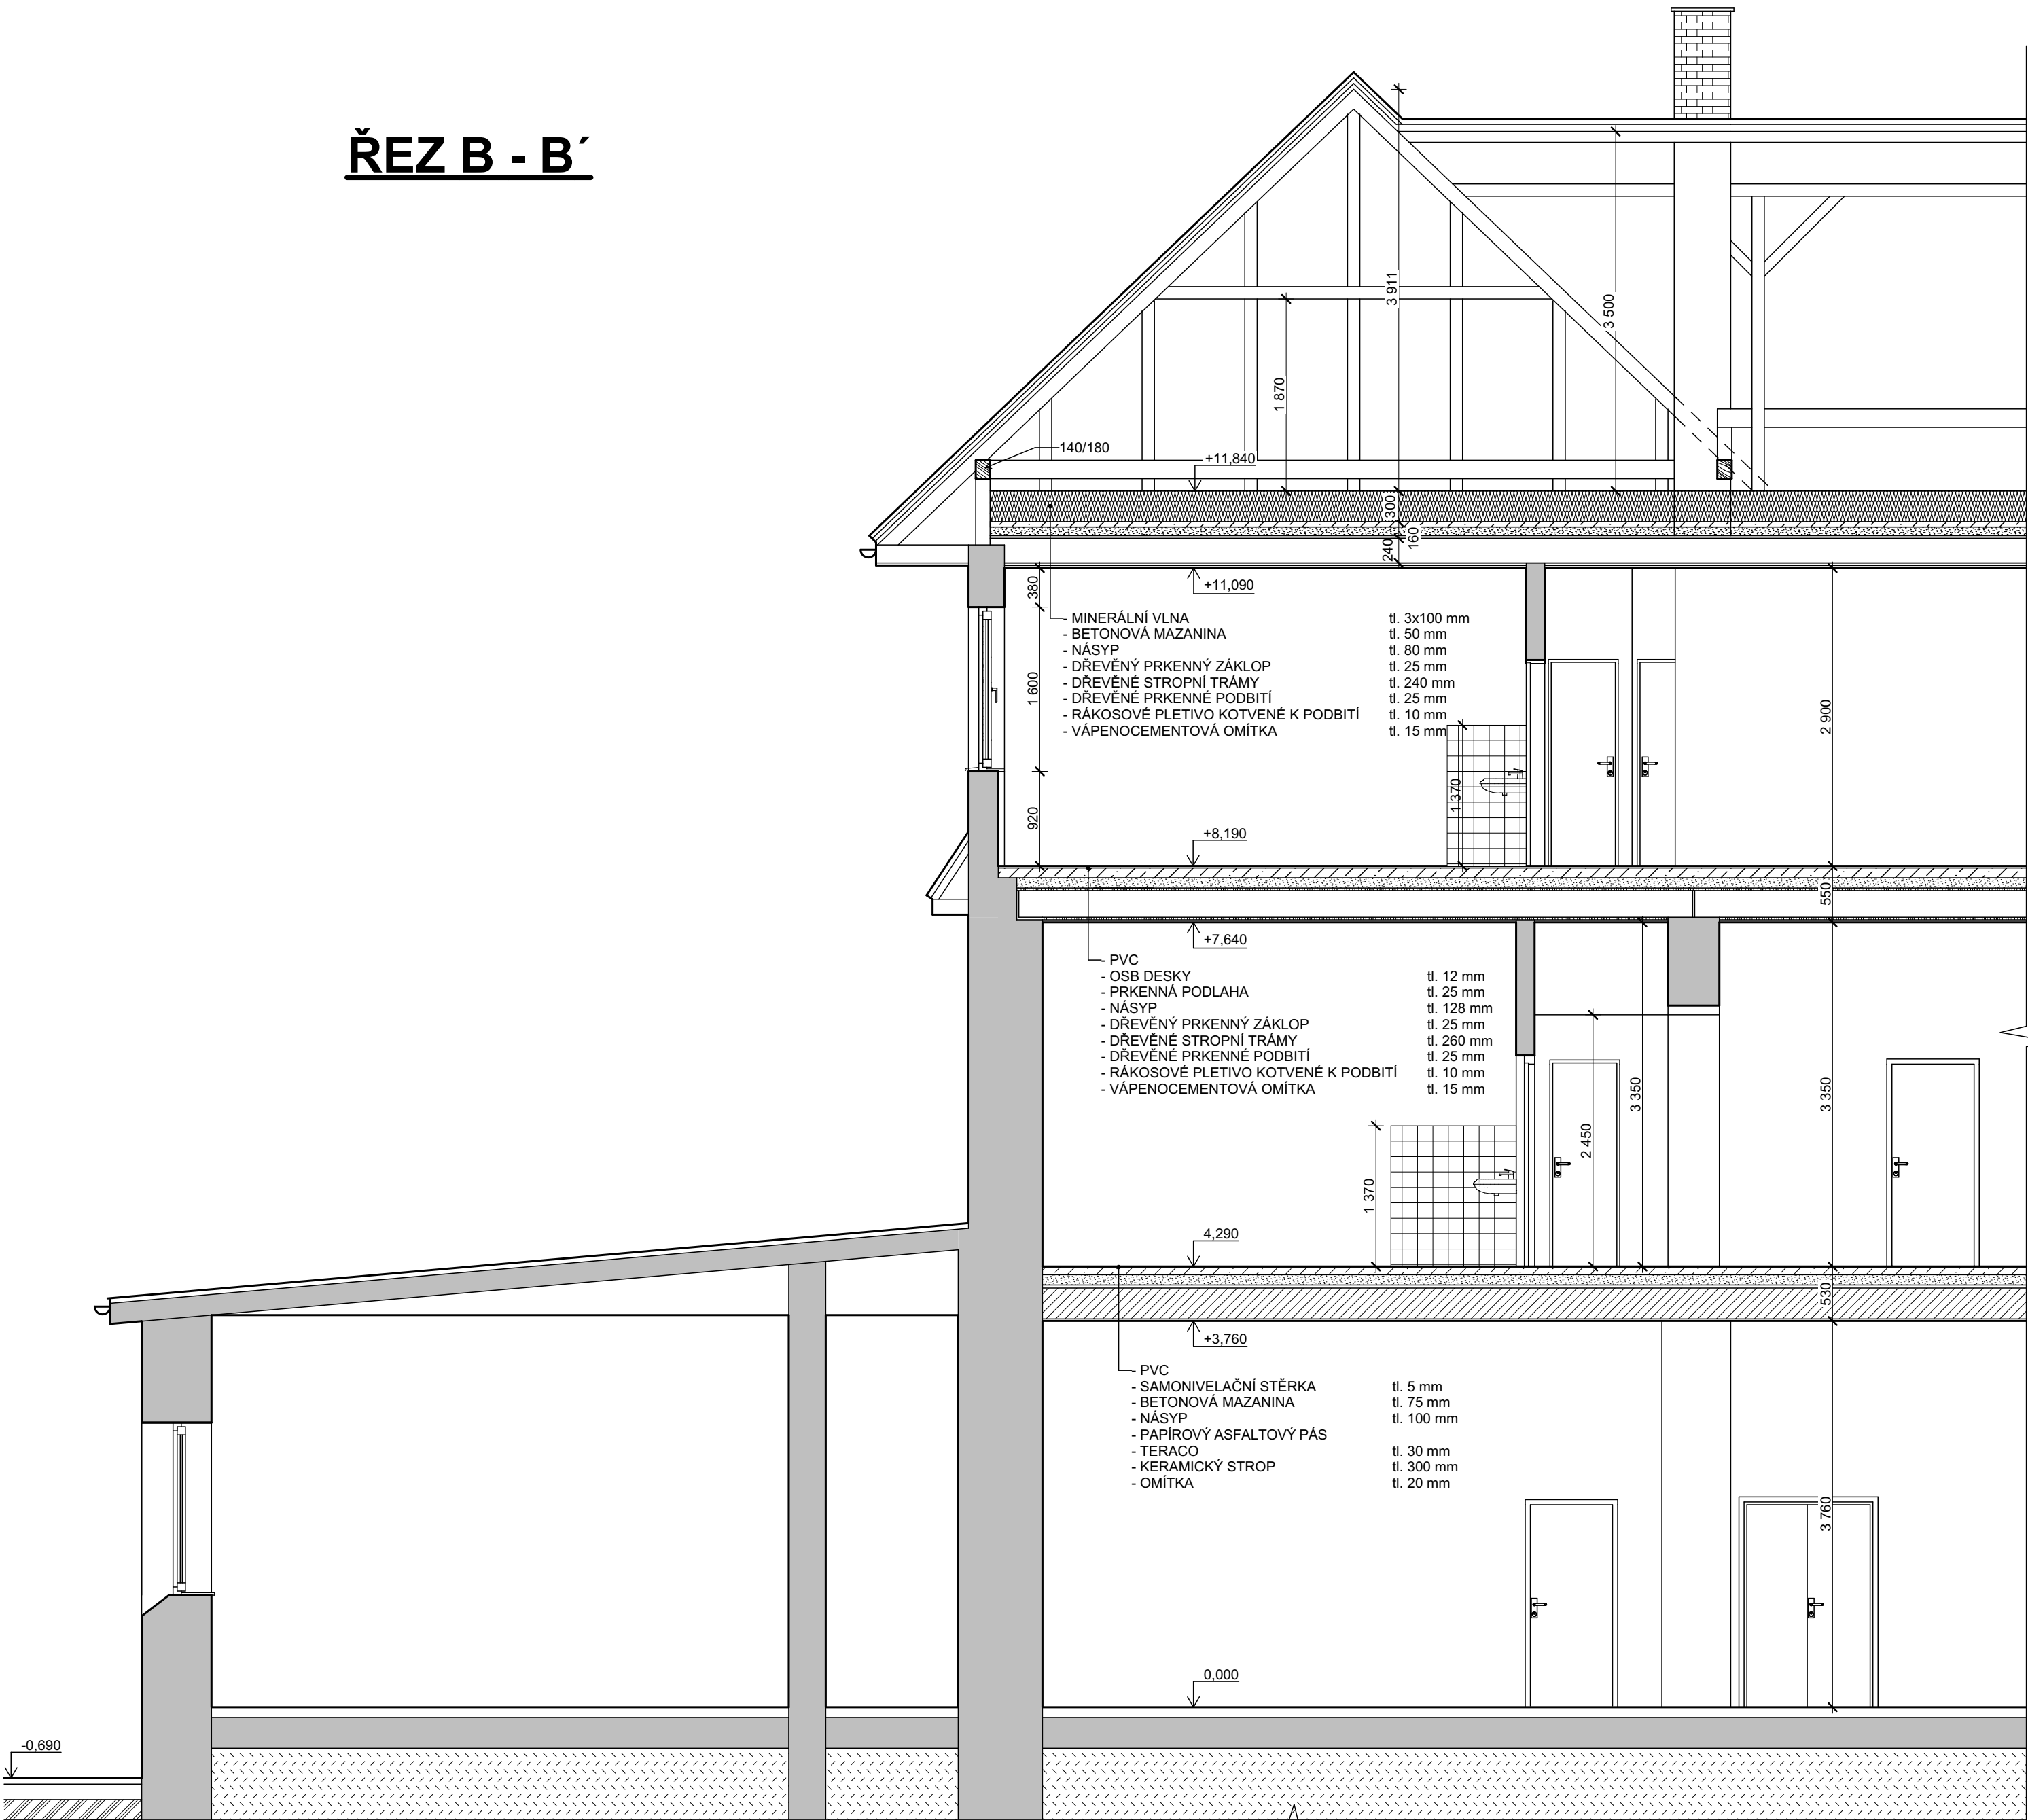 ŘEZ B - B´
3 911
3 500
1 870
140/180
+11,840
300
160
240
380
+11,090
- MINERÁLNÍ VLNA tl. 3x100 mm
- BETONOVÁ MAZANINA tl. 50 mm
- NÁSYP tl. 80 mm
- DŘEVĚNÝ PRKENNÝ ZÁKLOP tl. 25 mm
- DŘEVĚNÉ STROPNÍ TRÁMY tl. 240 mm
- DŘEVĚNÉ PRKENNÉ PODBITÍ tl. 25 mm
- RÁKOSOVÉ PLETIVO KOTVENÉ K PODBITÍ tl. 10 mm
- VÁPENOCEMENTOVÁ OMÍTKA tl. 15 mm
1 600
2 900
1 370
920
+8,190
550
+7,640
- PVC
- OSB DESKY tl. 12 mm
- PRKENNÁ PODLAHA tl. 25 mm
- NÁSYP tl. 128 mm
- DŘEVĚNÝ PRKENNÝ ZÁKLOP tl. 25 mm
- DŘEVĚNÉ STROPNÍ TRÁMY tl. 260 mm
- DŘEVĚNÉ PRKENNÉ PODBITÍ tl. 25 mm
- RÁKOSOVÉ PLETIVO KOTVENÉ K PODBITÍ tl. 10 mm
- VÁPENOCEMENTOVÁ OMÍTKA tl. 15 mm
3 350
3 350
2 450
1 370
4,290
530
+3,760
- PVC
- SAMONIVELAČNÍ STĚRKA tl. 5 mm
- BETONOVÁ MAZANINA tl. 75 mm
- NÁSYP tl. 100 mm
- PAPÍROVÝ ASFALTOVÝ PÁS
- TERACO tl. 30 mm
- KERAMICKÝ STROP tl. 300 mm
- OMÍTKA tl. 20 mm
3 760
0,000
-0,690